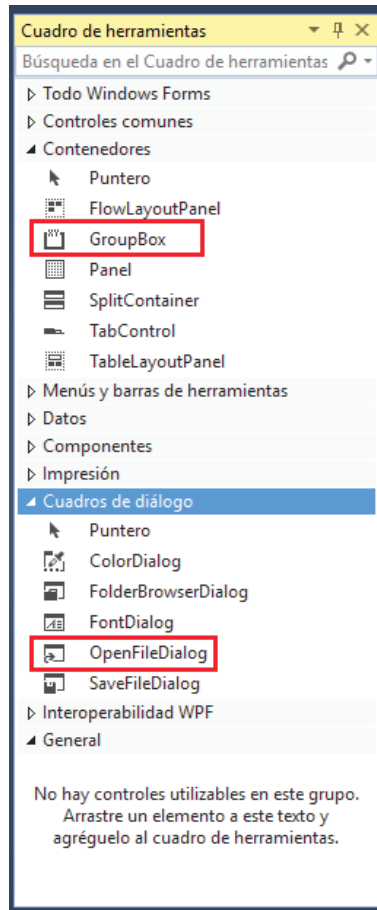 Cuadro de herramientas
Búsqueda en el Cuadro de herramientas
Todo Windows Forms
Controles comunes
Contenedores
Puntero
FlowLayoutPanel
GroupBox
Panel
SplitContainer
TabControl
TableLayoutPanel
Menús y barras de herramientas
Datos
Componentes
Impresión
Cuadros de diálogo
Puntero
ColorDialog
FolderBrowserDialog
FontDialog
OpenFileDialog
SaveFileDialog
Interoperabilidad WPF
General
No hay controles utilizables en este grupo.
Arrastre un elemento a este texto y
agréguelo al cuadro de herramientas.